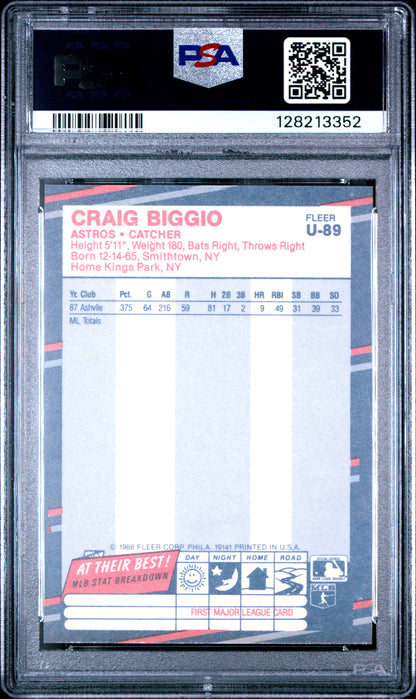 PSA
128213352
CRAIG BIGGIO
FLEER
U-89
ASTROS • CATCHER
Height 5'11", Weight 180, Bats Right, Throws Right
Born 12-14-65, Smithtown, NY
Home Kings Park, NY
Yr. Club Pct. G AB R H 2B 3B HR RBI SB BB SO
87 Ashvlle .375 64 216 59 81 17 2 9 49 31 39 33
ML Totals
© 1988 FLEER CORP. PHILA. 19141 PRINTED IN U.S.A.
AT THEIR BEST!
MLB STAT BREAKDOWN
DAY NIGHT HOME ROAD
FIRST MAJOR LEAGUE CARD
PSA